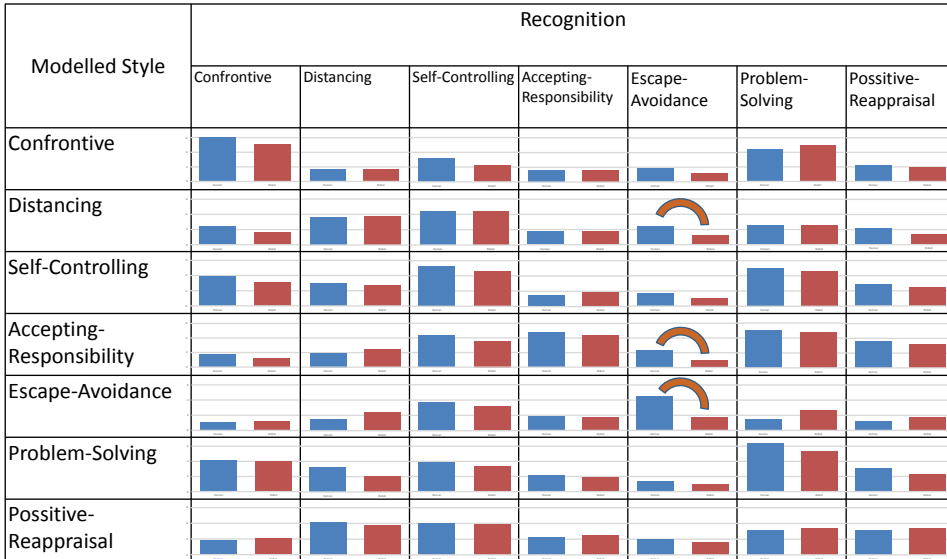 Recognition
Modelled Style
Confrontive
Distancing
Self-Controlling
Accepting-
Responsibility
Escape-
Avoidance
Problem-
Solving
Possitive-
Reappraisal
Confrontive
Distancing
Self-Controlling
Accepting-
Responsibility
Escape-Avoidance
Problem-Solving
Possitive-
Reappraisal